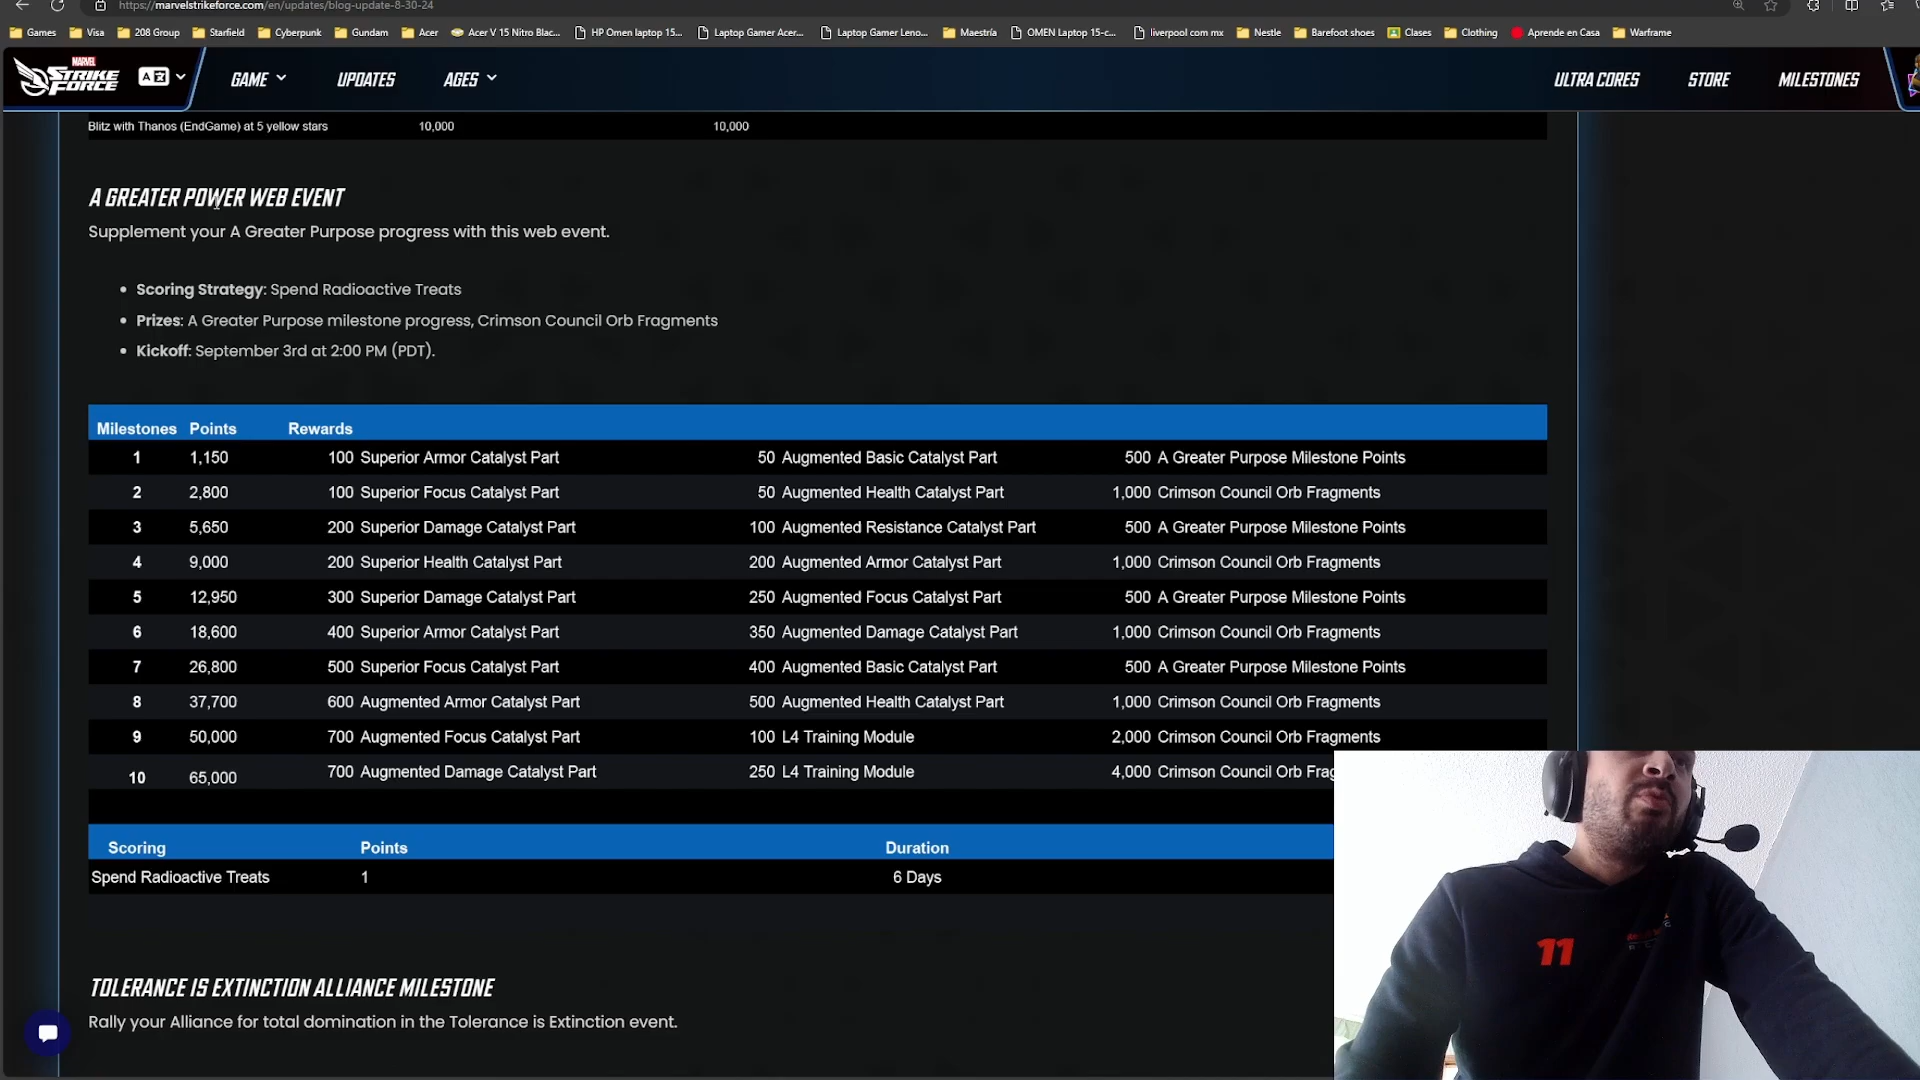 https://marvelstrikeforce.com/en/updates/blog-update-8-30-24
Games Visa 208 Group Starfield Cyberpunk Gundam Acer Acer V 15 Nitro Blac... HP Omen laptop 15... Laptop Gamer Acer... Laptop Gamer Leno... Maestría OMEN Laptop 15-c... liverpool com mx Nestle Barefoot shoes Clases Clothing Aprende en Casa Warframe
MARVEL STRIKE FORCE GAME UPDATES AGES ULTRA CORES STORE MILESTONES
Blitz with Thanos (EndGame) at 5 yellow stars 10,000 10,000
A GREATER POWER WEB EVENT
Supplement your A Greater Purpose progress with this web event.
• Scoring Strategy: Spend Radioactive Treats
• Prizes: A Greater Purpose milestone progress, Crimson Council Orb Fragments
• Kickoff: September 3rd at 2:00 PM (PDT).
Milestones Points Rewards
1 1,150 100 Superior Armor Catalyst Part 50 Augmented Basic Catalyst Part 500 A Greater Purpose Milestone Points
2 2,800 100 Superior Focus Catalyst Part 50 Augmented Health Catalyst Part 1,000 Crimson Council Orb Fragments
3 5,650 200 Superior Damage Catalyst Part 100 Augmented Resistance Catalyst Part 500 A Greater Purpose Milestone Points
4 9,000 200 Superior Health Catalyst Part 200 Augmented Armor Catalyst Part 1,000 Crimson Council Orb Fragments
5 12,950 300 Superior Damage Catalyst Part 250 Augmented Focus Catalyst Part 500 A Greater Purpose Milestone Points
6 18,600 400 Superior Armor Catalyst Part 350 Augmented Damage Catalyst Part 1,000 Crimson Council Orb Fragments
7 26,800 500 Superior Focus Catalyst Part 400 Augmented Basic Catalyst Part 500 A Greater Purpose Milestone Points
8 37,700 600 Augmented Armor Catalyst Part 500 Augmented Health Catalyst Part 1,000 Crimson Council Orb Fragments
9 50,000 700 Augmented Focus Catalyst Part 100 L4 Training Module 2,000 Crimson Council Orb Fragments
10 65,000 700 Augmented Damage Catalyst Part 250 L4 Training Module 4,000 Crimson Council Orb Frag
Scoring Points Duration
Spend Radioactive Treats 1 6 Days
11
TOLERANCE IS EXTINCTION ALLIANCE MILESTONE
Rally your Alliance for total domination in the Tolerance is Extinction event.